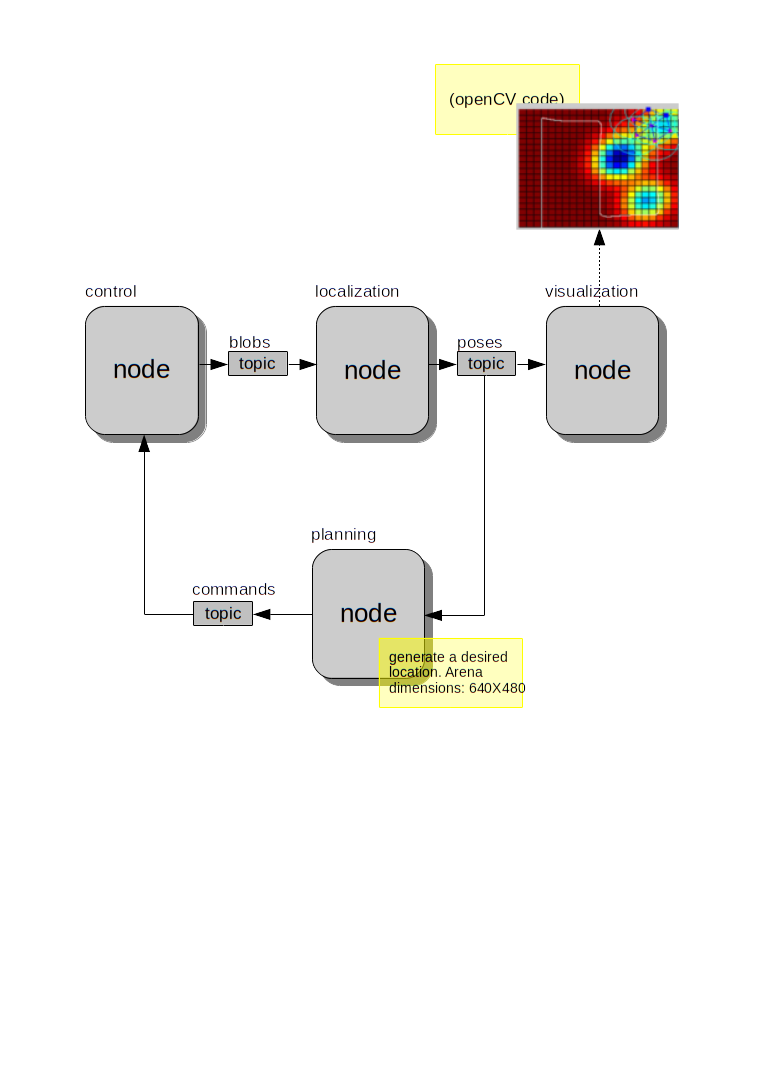 (openCV code)
control
localization
visualization
blobs
poses
node
topic
node
topic
node
planning
commands
topic
node
generate a desired
location. Arena
dimensions: 640X480